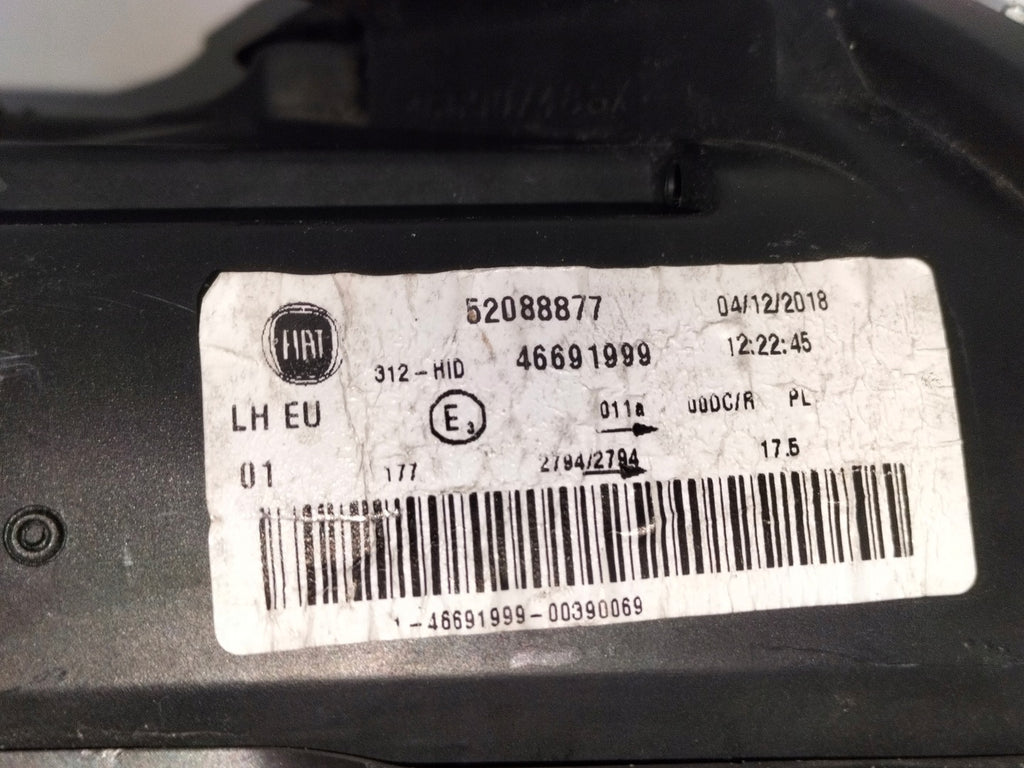 FIAT
52088877 04/12/2018
312-HID 46691999 12:22:45
LH EU E3 011a 00DC/R PL
01 177 2794/2794 17.5
1-46691999-00390069